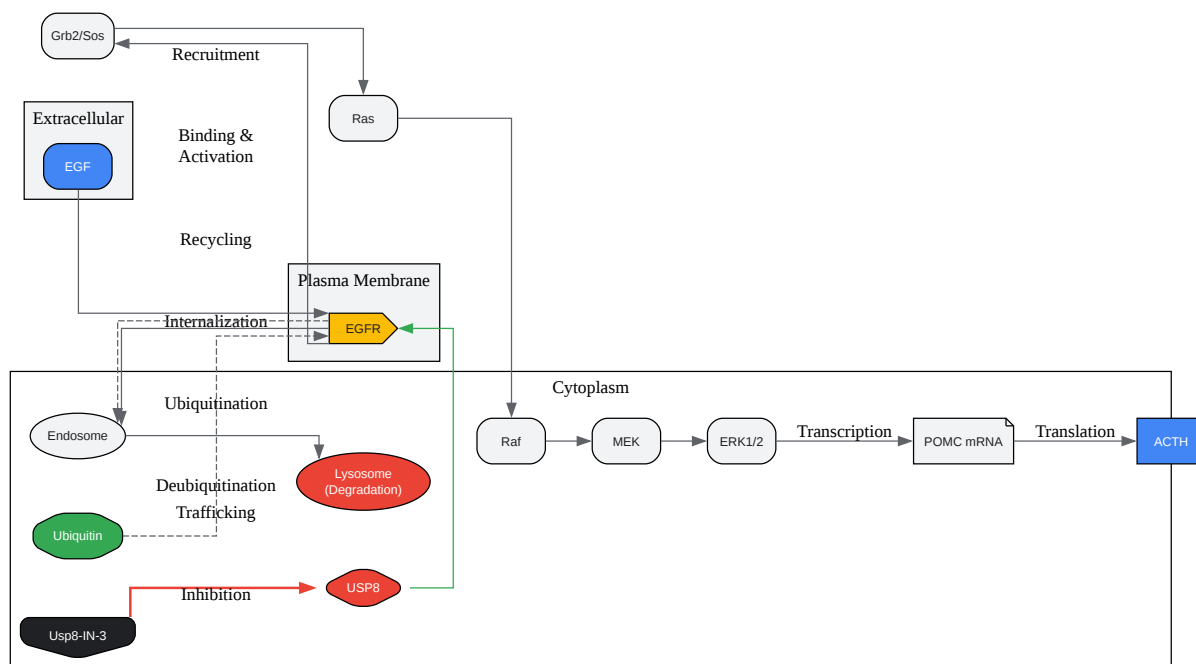 Grb2/Sos
Recruitment
Ras
Extracellular
EGF
Binding &
Activation
Recycling
Plasma Membrane
EGFR
Internalization
Cytoplasm
Ubiquitination
Endosome
Raf
MEK
ERK1/2
Transcription
POMC mRNA
Translation
ACTH
Lysosome
(Degradation)
Deubiquitination
Trafficking
Ubiquitin
USP8
Inhibition
Usp8-IN-3